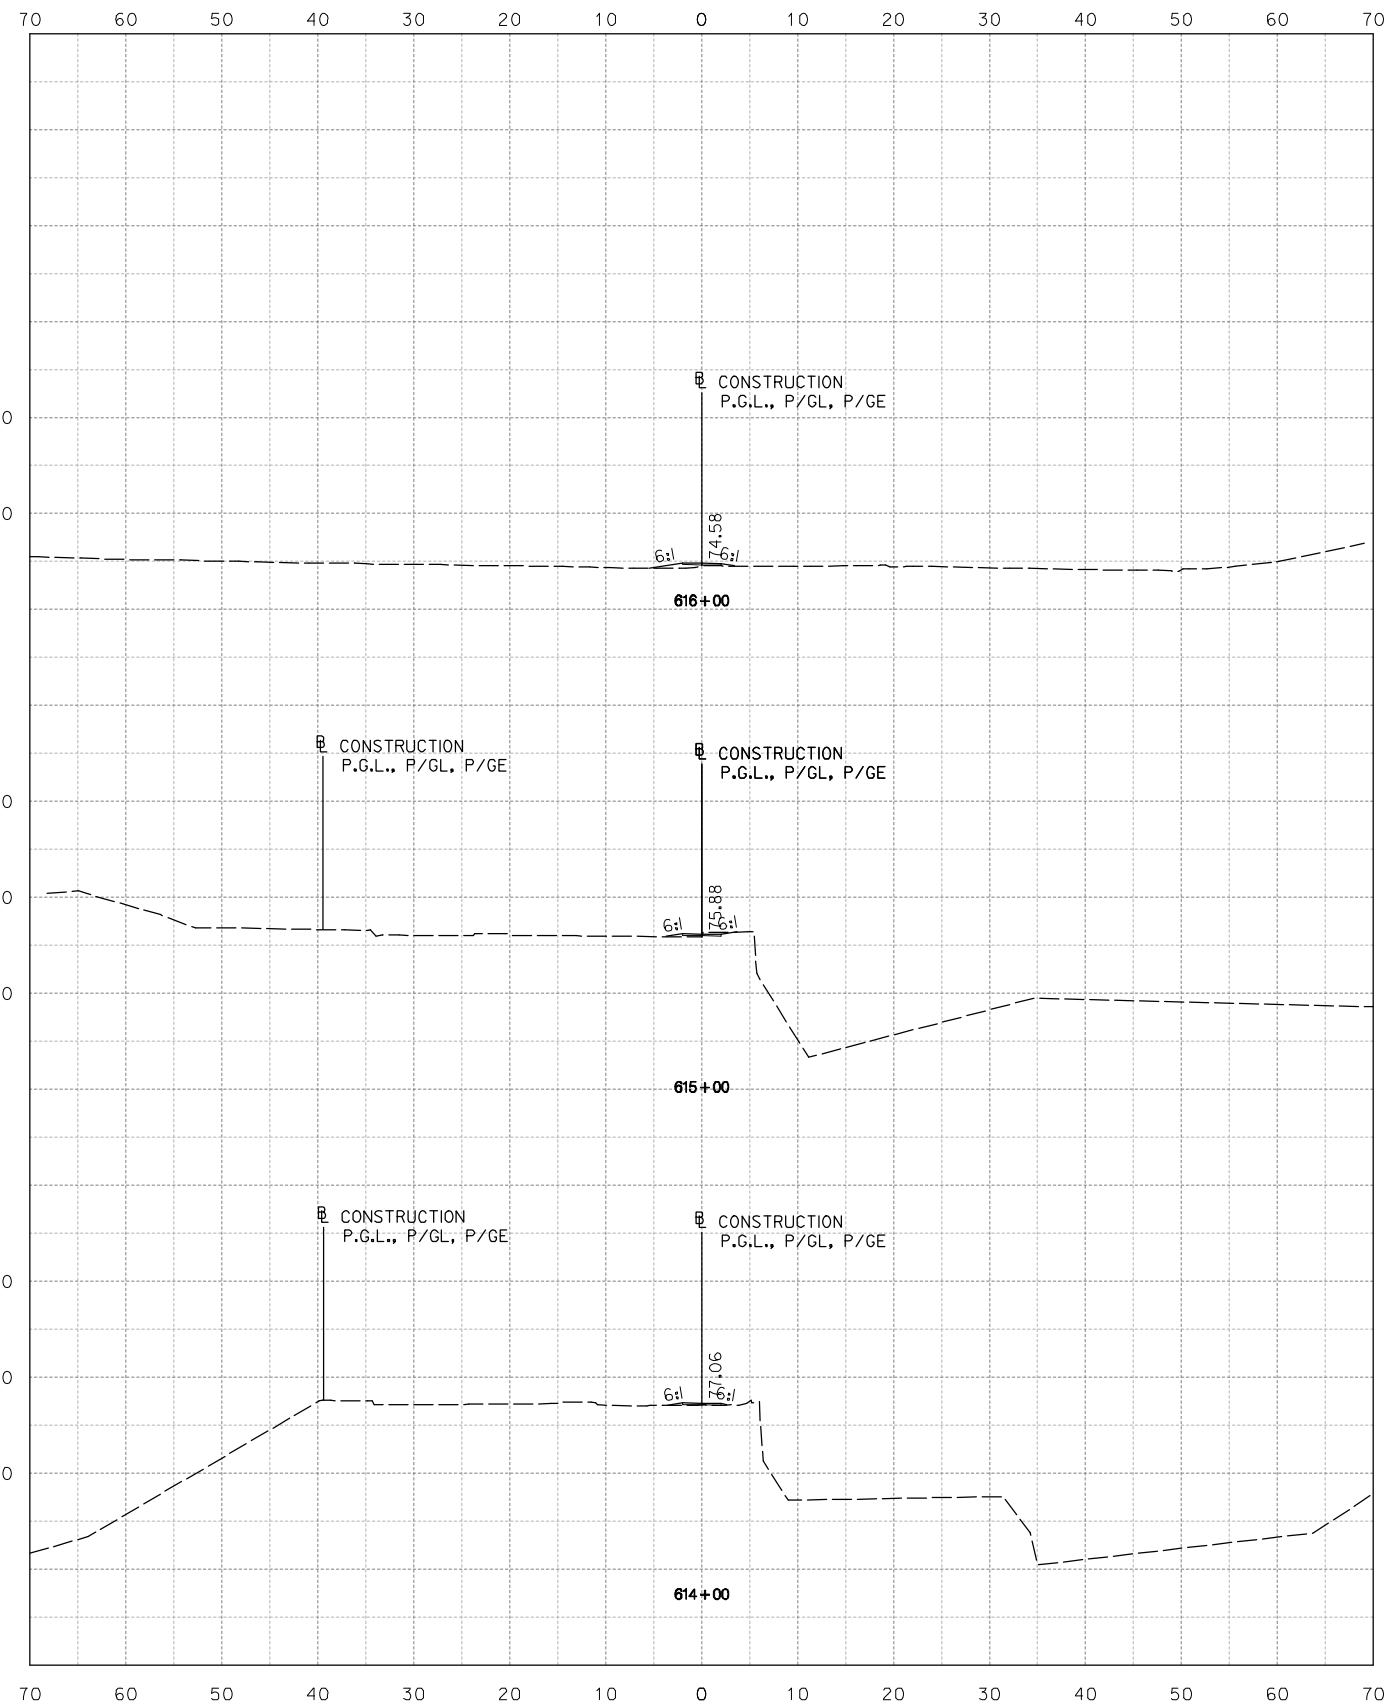 70 60 50 40 30 20 10 0 10 20 30 40 50 60 70
℄ CONSTRUCTION
P.G.L., P/GL, P/GE
0
0
74.58
6:1 6:1
616+00
℄ CONSTRUCTION
P.G.L., P/GL, P/GE
℄ CONSTRUCTION
P.G.L., P/GL, P/GE
0
0
75.88
6:1 6:1
0
615+00
℄ CONSTRUCTION
P.G.L., P/GL, P/GE
℄ CONSTRUCTION
P.G.L., P/GL, P/GE
0
0
77.06
6:1 6:1
0
614+00
70 60 50 40 30 20 10 0 10 20 30 40 50 60 70